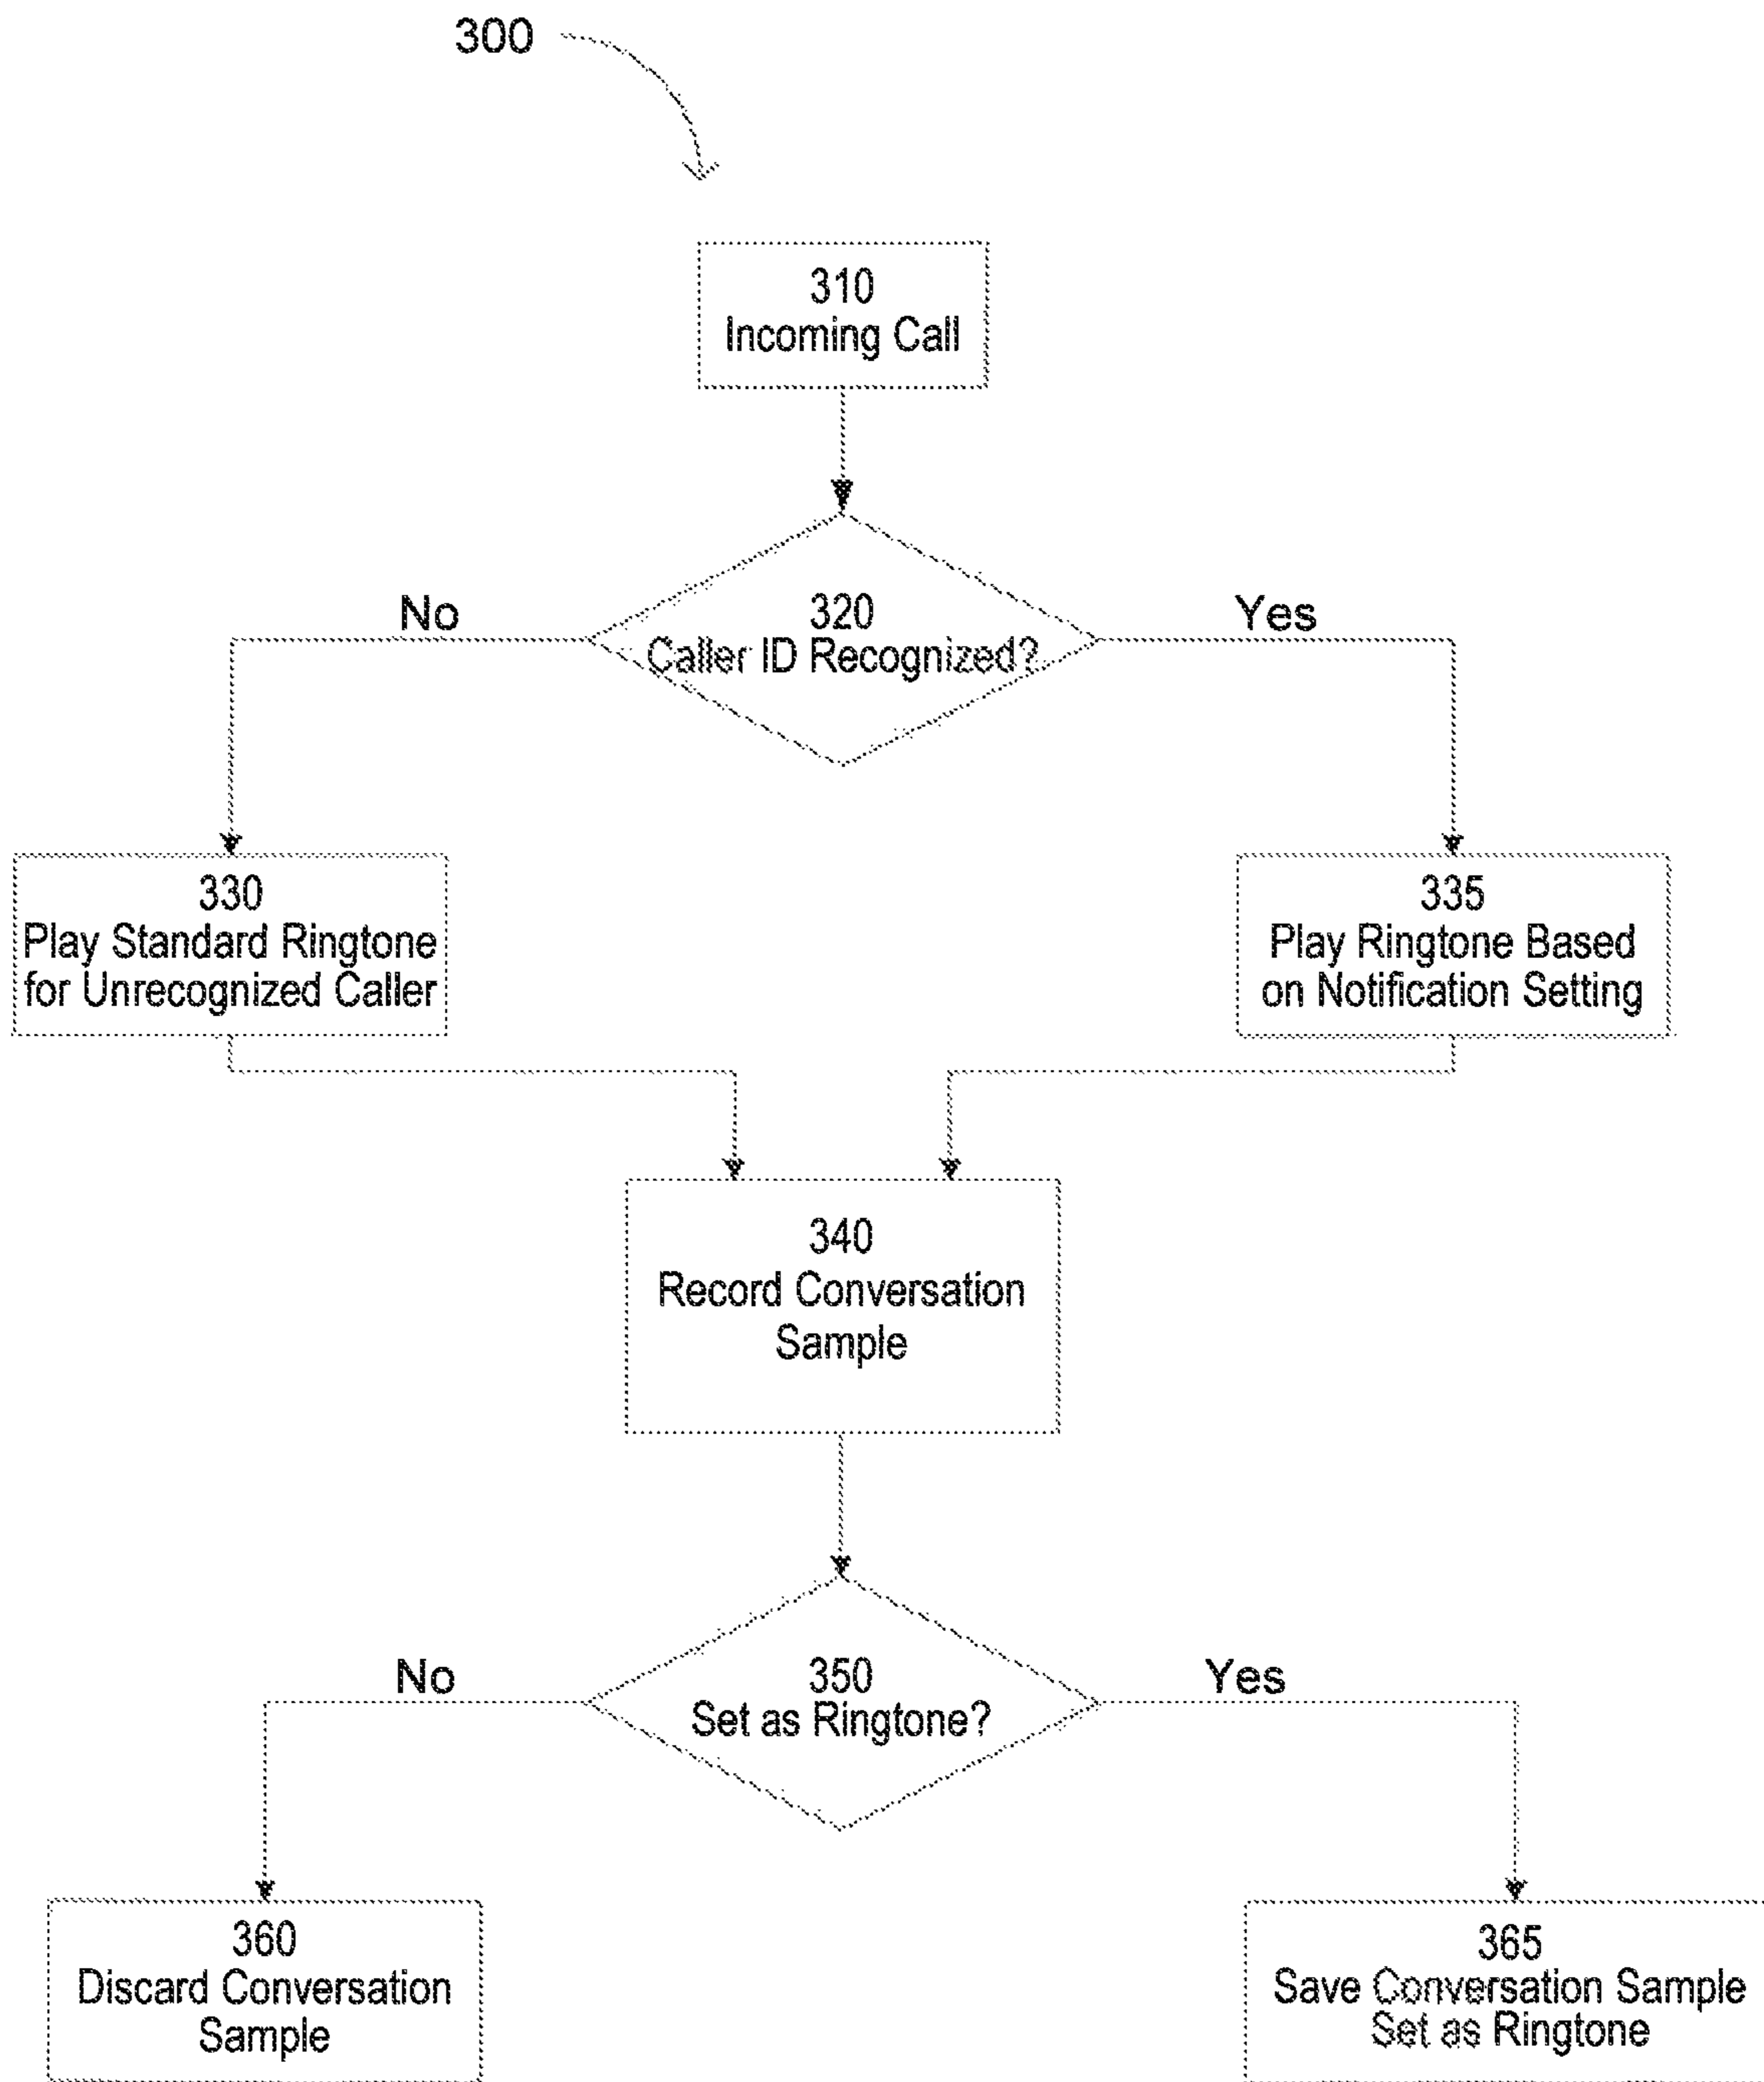 300
310
Incoming Call
320
Caller ID Recognized?
No
Yes
330
Play Standard Ringtone
for Unrecognized Caller
335
Play Ringtone Based
on Notification Setting
340
Record Conversation
Sample
350
Set as Ringtone?
No
Yes
360
Discard Conversation
Sample
365
Save Conversation Sample
Set as Ringtone